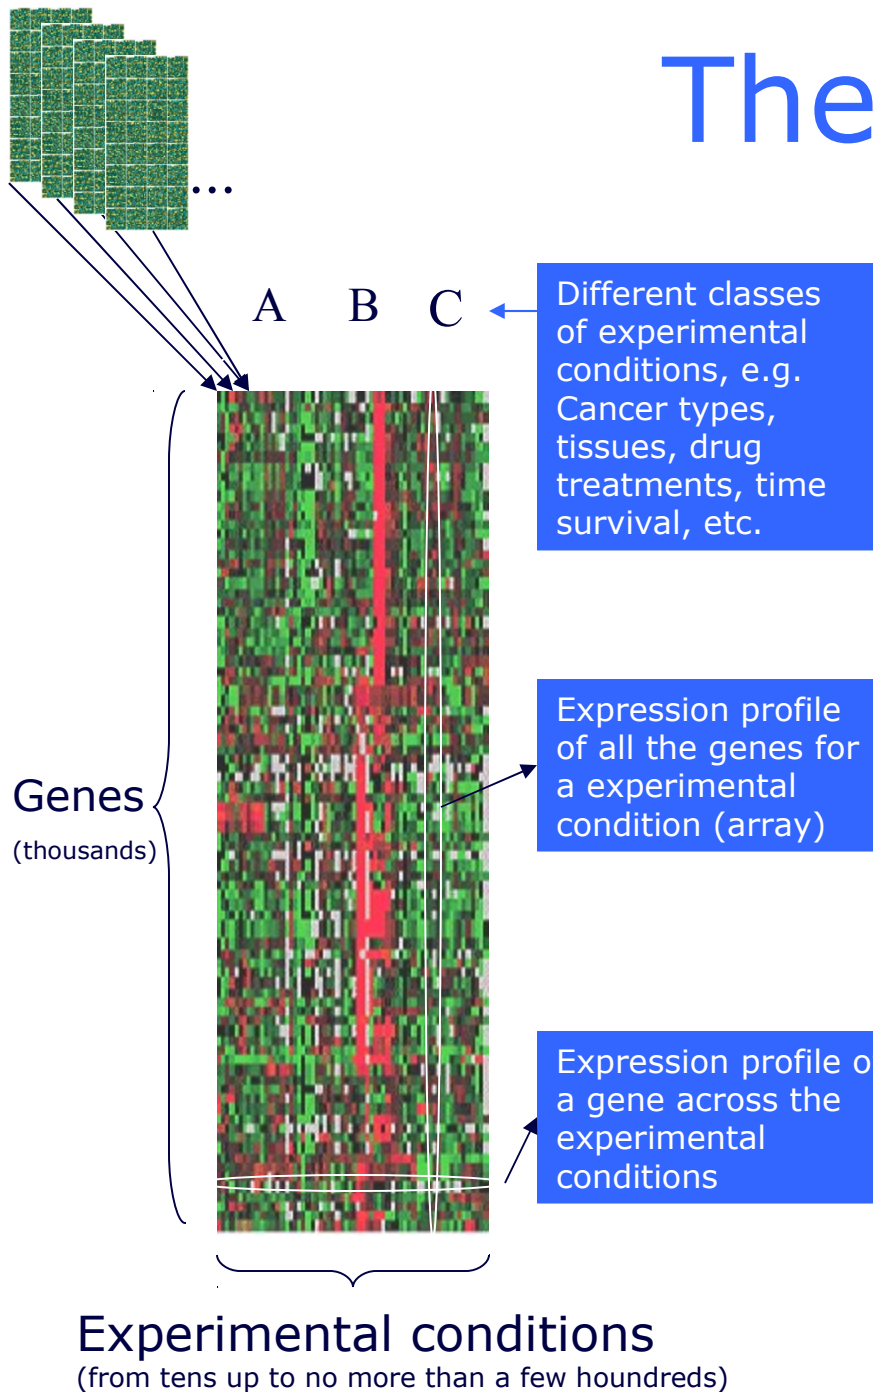 The
...
A B C
Different classes
of experimental
conditions, e.g.
Cancer types,
tissues, drug
treatments, time
survival, etc.
Expression profile
of all the genes for
a experimental
condition (array)
Genes
(thousands)
Expression profile o
a gene across the
experimental
conditions
Experimental conditions
(from tens up to no more than a few houndreds)